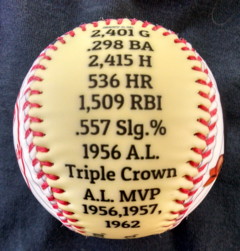 2,401 G
.298 BA
2,415 H
536 HR
1,509 RBI
.557 Slg.%
1956 A.L.
Triple Crown
A.L. MVP
1956,1957,
1962